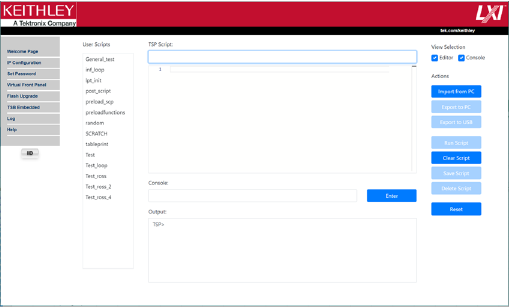 KEITHLEY
A Tektronix Company
LXI
tek.com/keithley
Welcome Page
IP Configuration
Set Password
Virtual Front Panel
Flash Upgrade
TSB Embedded
Log
Help
User Scripts
General_test
inf_loop
lpt_init
post_script
preload_scp
preloadfunctions
random
SCRATCH
tableprint
Test
Test_loop
Test_ross
Test_ross_2
Test_ross_4
TSP Script:
1
Console:
Enter
Output:
TSP>
View Selection
Editor
Console
Actions
Import from PC
Export to PC
Export to USB
Run Script
Clear Script
Save Script
Delete Script
Reset